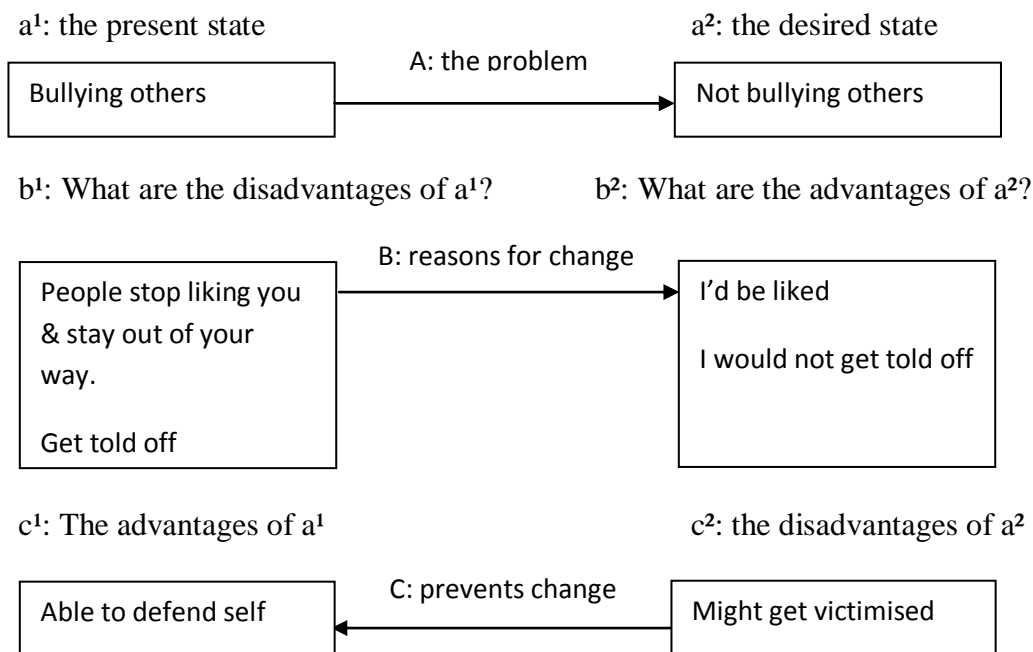 a¹: the present state
a²: the desired state
A: the problem
Bullying others
Not bullying others
b¹: What are the disadvantages of a¹?
b²: What are the advantages of a²?
B: reasons for change
People stop liking you
& stay out of your
way.
Get told off
I’d be liked
I would not get told off
c¹: The advantages of a¹
c²: the disadvantages of a²
C: prevents change
Able to defend self
Might get victimised